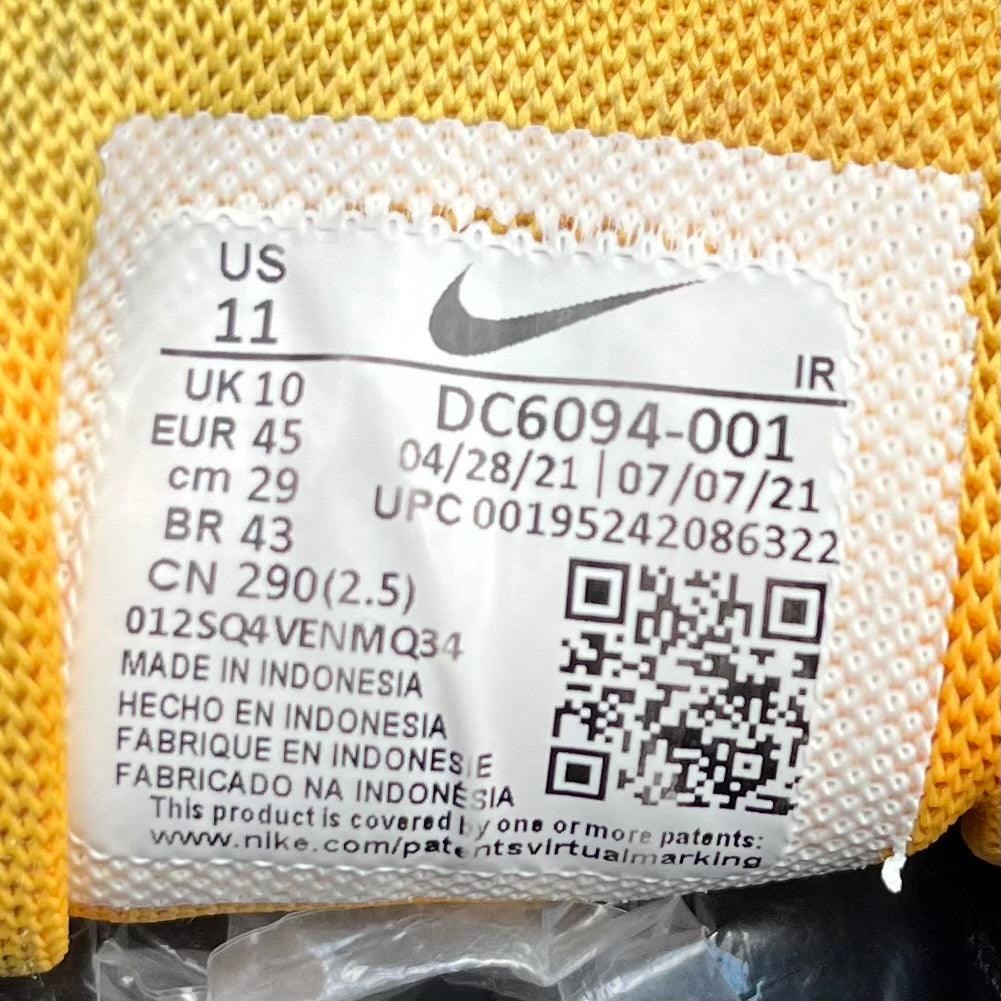 US
11
IR
UK 10
EUR 45
cm 29
BR 43
CN 290(2.5)
DC6094-001
04/28/21 | 07/07/21
UPC 00195242086322
012SQ4VENMQ34
MADE IN INDONESIA
HECHO EN INDONESIA
FABRIQUE EN INDONESIE
FABRICADO NA INDONÉSIA
This product is covered by one or more patents:
www.nike.com/patentsvirtualmarking